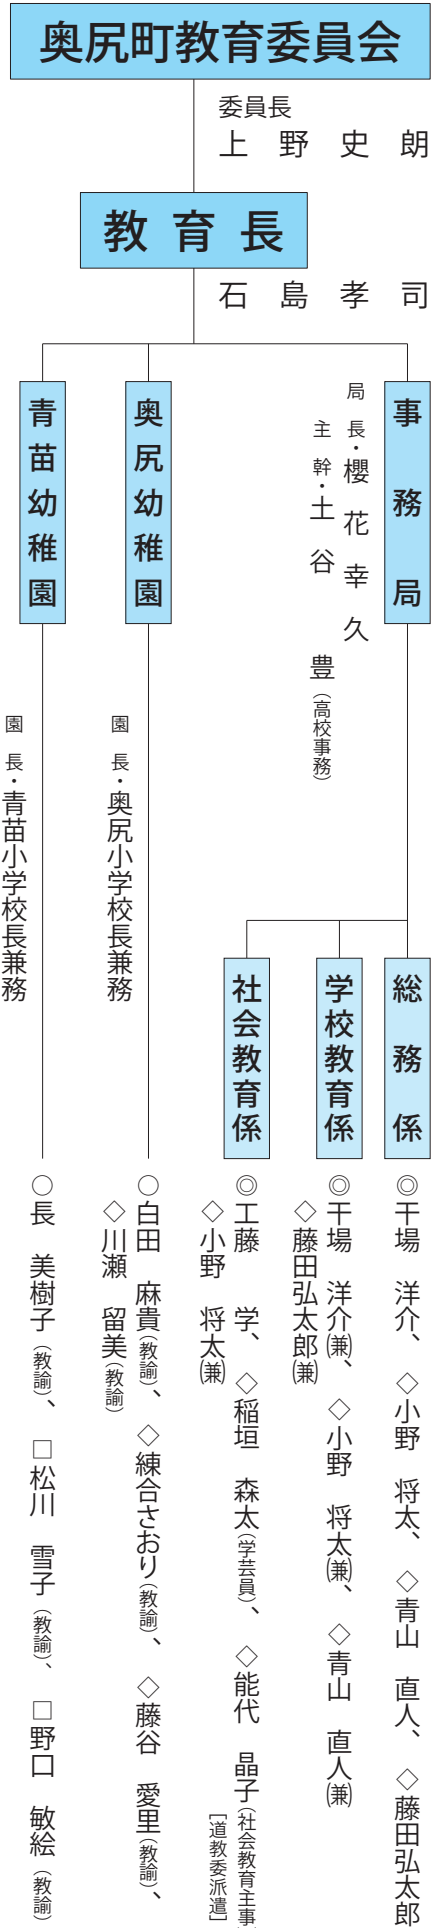 奥尻町教育委員会
委員長
上野史朗
教育長
石島孝司
事務局
局長・櫻花幸久
主幹・土谷豊(高校事務)
総務係
◎干場 洋介、◇小野 将太、◇青山 直人、◇藤田弘太郎
学校教育係
◎干場 洋介㈱、◇小野 将太(兼)、◇青山 直人(兼)
◇藤田弘太郎(兼)
社会教育係
◎工藤 学、◇稲垣 森太(学芸員)、◇能代 晶子(社会教育主事)
[道教委派遣]
◇小野 将太(兼)
奥尻幼稚園
園長・奥尻小学校長兼務
○白田 麻貴(教諭)、◇練合さおり(教諭)、◇藤谷 愛里(教諭)、
◇川瀬 留美(教諭)
青苗幼稚園
園長・青苗小学校長兼務
○長 美樹子(教諭)、□松川 雪子(教諭)、□野口 敏絵(教諭)